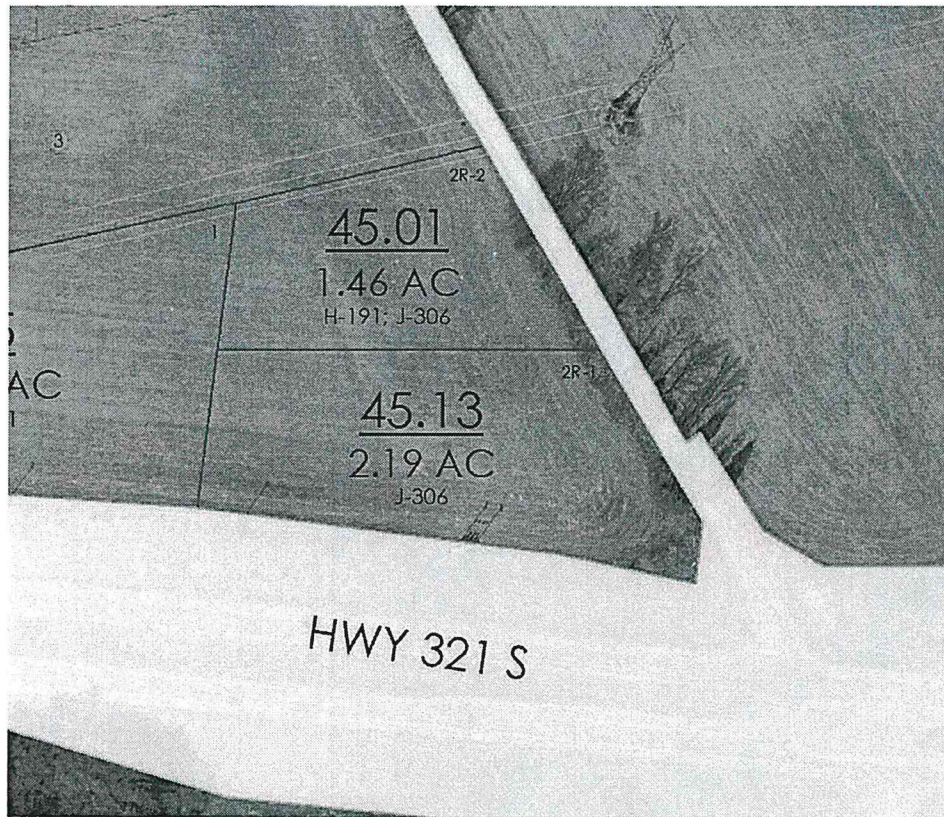 3
2R-2
1
45.01
1.46 AC
H-191; J-306
AC
1
2R-1
45.13
2.19 AC
J-306
HWY 321 S